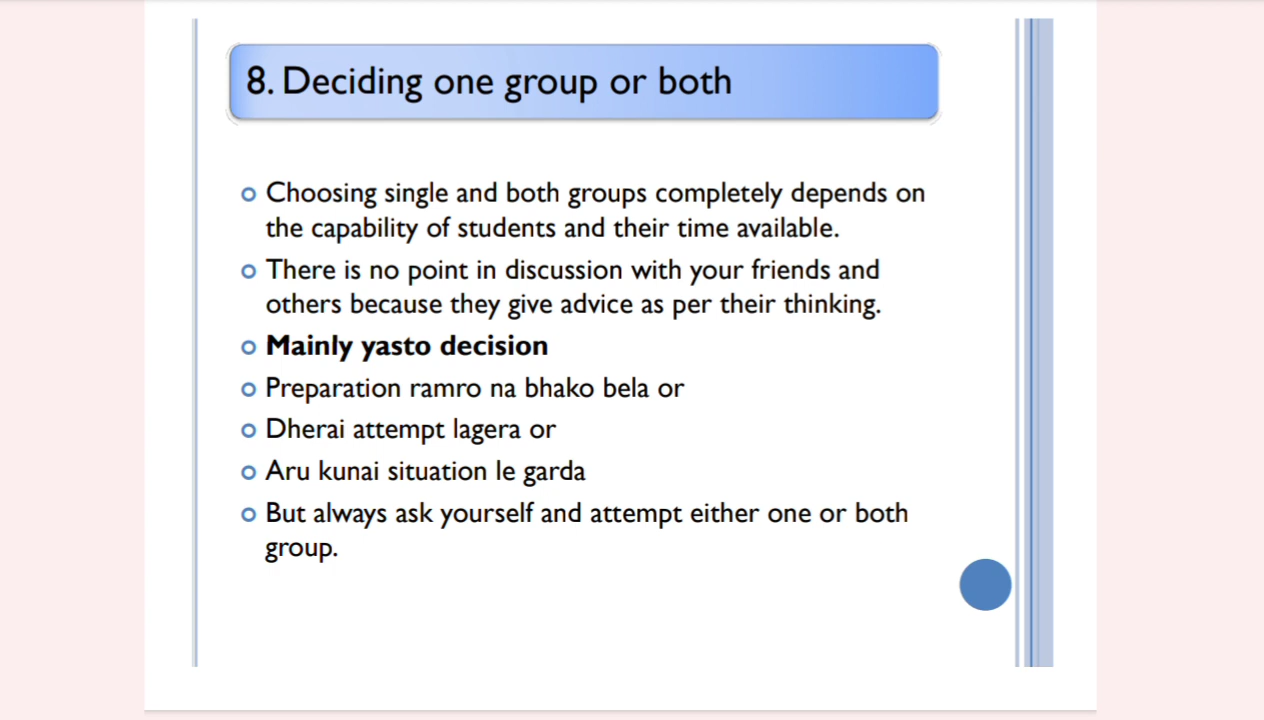 8. Deciding one group or both
Choosing single and both groups completely depends on
the capability of students and their time available.
There is no point in discussion with your friends and
others because they give advice as per their thinking.
Mainly yasto decision
Preparation ramro na bhako bela or
Dherai attempt lagera or
Aru kunai situation le garda
But always ask yourself and attempt either one or both
group.